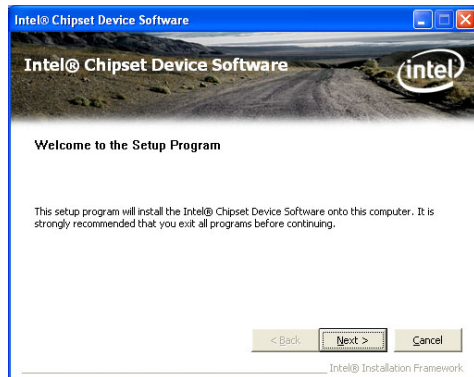 Intel® Chipset Device Software
Intel® Chipset Device Software
intel
Welcome to the Setup Program
This setup program will install the Intel® Chipset Device Software onto this computer. It is
strongly recommended that you exit all programs before continuing.
< Back Next > Cancel
Intel® Installation Framework